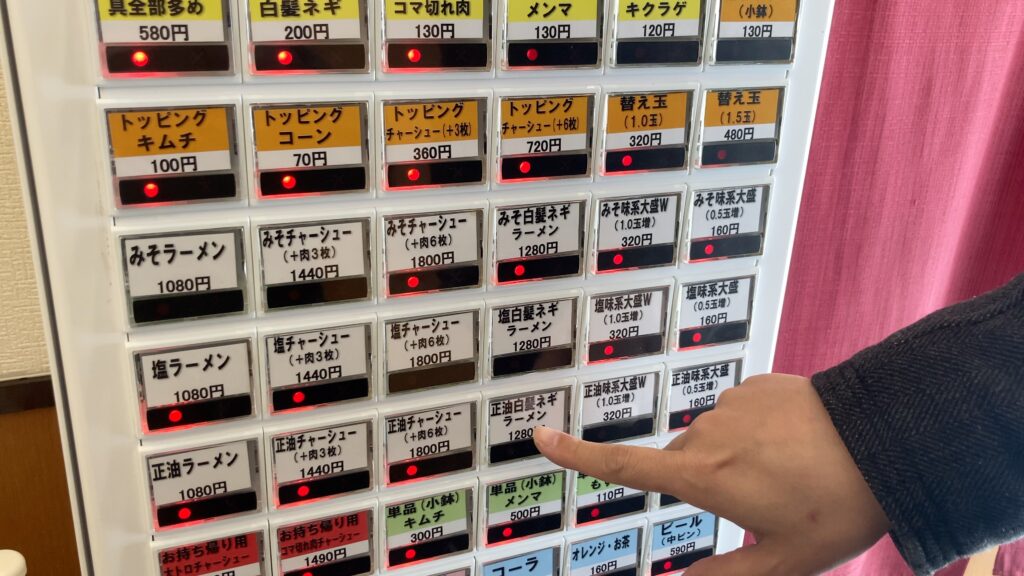 具全部多め
580円
白髪ネギ
200円
コマ切れ肉
130円
メンマ
130円
キクラゲ
120円
(小鉢)
130円
トッピング
キムチ
100円
トッピング
コーン
70円
トッピング
チャーシュー(+3枚)
360円
トッピング
チャーシュー(+6枚)
720円
替え玉
(1.0玉)
320円
替え玉
(1.5玉)
480円
みそラーメン
1080円
みそチャーシュー
(+肉3枚)
1440円
みそチャーシュー
(+肉6枚)
1800円
みそ白髪ネギ
ラーメン
1280円
みそ味系大盛W
(1.0玉増)
320円
みそ味系大盛
(0.5玉増)
160円
塩ラーメン
1080円
塩チャーシュー
(+肉3枚)
1440円
塩チャーシュー
(+肉6枚)
1800円
塩白髪ネギ
ラーメン
1280円
塩味系大盛W
(1.0玉増)
320円
塩味系大盛
(0.5玉増)
160円
正油ラーメン
1080円
正油チャーシュー
(+肉3枚)
1440円
正油チャーシュー
(+肉6枚)
1800円
正油白髪ネギ
ラーメン
1280
正油味系大盛W
(1.0玉増)
320円
正油味系大盛
(0.5玉増)
160円
お持ち帰り用
ナトロチャーシュー
円
お持ち帰り用
コマ切れ肉チャーシュー
1490円
単品(小鉢)
キムチ
300円
単品(小鉢)
メンマ
500円
110円
コーラ
オレンジ・お茶
160円
ビール
(中ビン)
590円